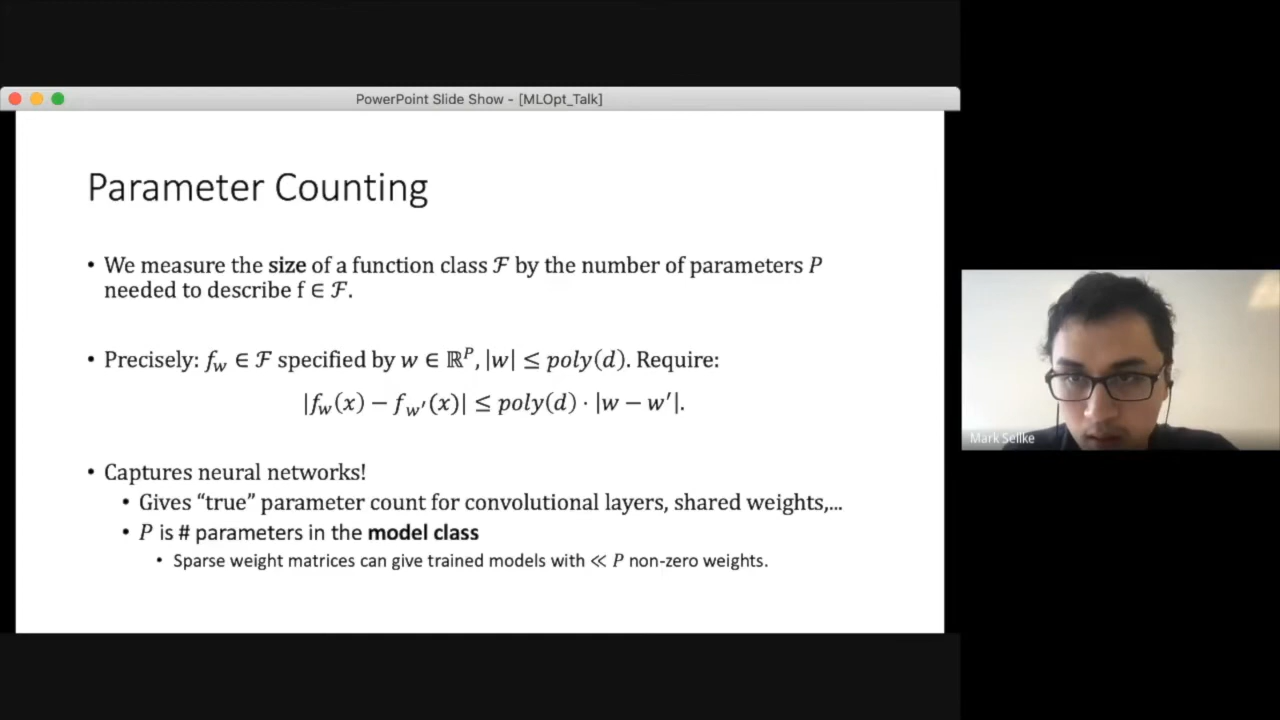 PowerPoint Slide Show - [MLOpt_Talk]
Parameter Counting
• We measure the size of a function class ℱ by the number of parameters P
needed to describe f ∈ ℱ.
• Precisely: f_w ∈ ℱ specified by w ∈ ℝ^P, |w| ≤ poly(d). Require:
|f_w(x) − f_w′(x)| ≤ poly(d) · |w − w′|.
• Captures neural networks!
• Gives “true” parameter count for convolutional layers, shared weights,...
• P is # parameters in the model class
• Sparse weight matrices can give trained models with ≪ P non-zero weights.
Mark Sellke